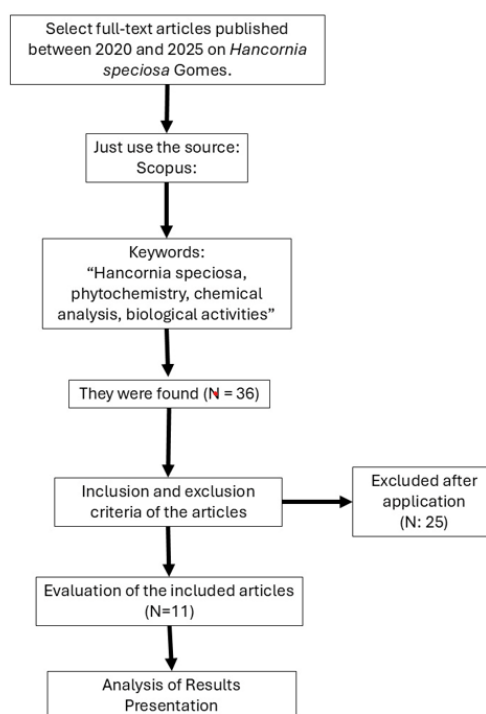 Select full-text articles published
between 2020 and 2025 on Hancornia
speciosa Gomes.
Just use the source:
Scopus:
Keywords:
“Hancornia speciosa,
phytochemistry, chemical
analysis, biological activities”
They were found (N = 36)
Inclusion and exclusion
criteria of the articles
Excluded after
application
(N: 25)
Evaluation of the included articles
(N=11)
Analysis of Results
Presentation